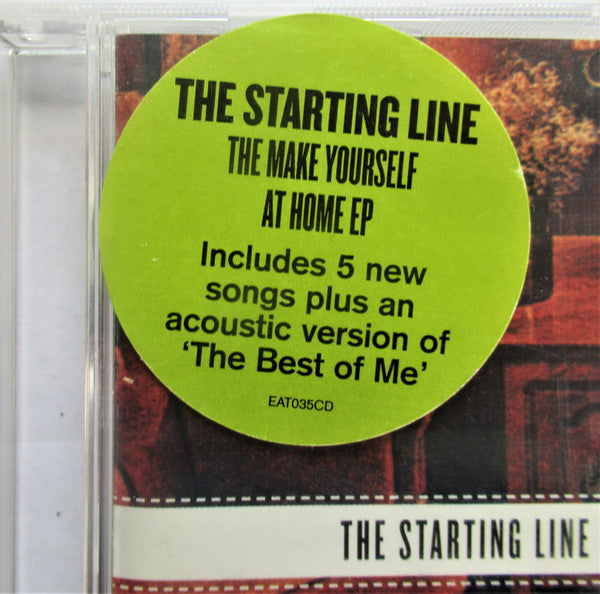 THE STARTING LINE
THE MAKE YOURSELF
AT HOME EP
Includes 5 new
songs plus an
acoustic version of
‘The Best of Me’
EAT035CD
THE STARTING LINE